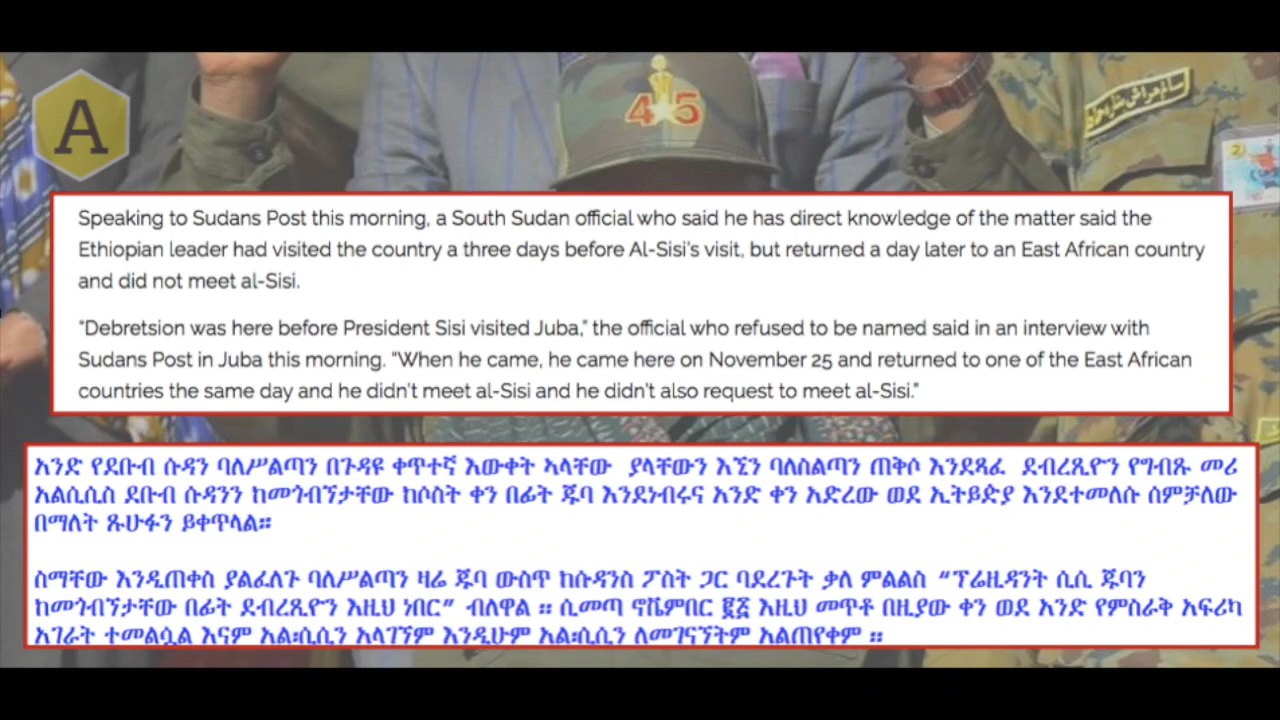 A
45
Speaking to Sudans Post this morning, a South Sudan official who said he has direct knowledge of the matter said the
Ethiopian leader had visited the country a three days before Al-Sisi's visit, but returned a day later to an East African country
and did not meet al-Sisi.
“Debretsion was here before President Sisi visited Juba,” the official who refused to be named said in an interview with
Sudans Post in Juba this morning. “When he came, he came here on November 25 and returned to one of the East African
countries the same day and he didn't meet al-Sisi and he didn't also request to meet al-Sisi.”
አንድ የደቡብ ሱዳን ባለሥልጣን በጉዳዩ ቀጥተኛ እውቀት ኣላቸው ያላቸውን እኚን ባለስልጣን ጠቅሶ እንደጻፈ ደብረጺዮን የግብጹ መሪ
አልሲሲስ ደቡብ ሱዳንን ከመጎብኘታቸው ከሶስት ቀን በፊት ጁባ እንደነብሩና አንድ ቀን አድረው ወደ ኢትዮጵያ እንደተመለሱ ሰምቻለው
በማለት ጹሁፋን ይቀጥላል።
ስማቸው እንዲጠቀስ ያልፈለጉ ባለሥልጣን ዛሬ ጁባ ውስጥ ከሱዳንስ ፖስት ጋር ባደረጉት ቃለ ምልልስ “ፕሬዚዳንት ሲሲ ጁባን
ከመጎብኘታቸው በፊት ደብረጺዮን እዚህ ነብር” ብለዋል ። ሲመጣ ኖቬምበር ፳፭ እዚህ መጥቶ በዚያው ቀን ወደ አንድ የምስራቅ አፍሪካ
አገራት ተመልሷል እናም አል፡ሲሲን አላገኘም እንዲሁም አል፡ሲሲን ለመገናኘትም አልጠየቀም ።